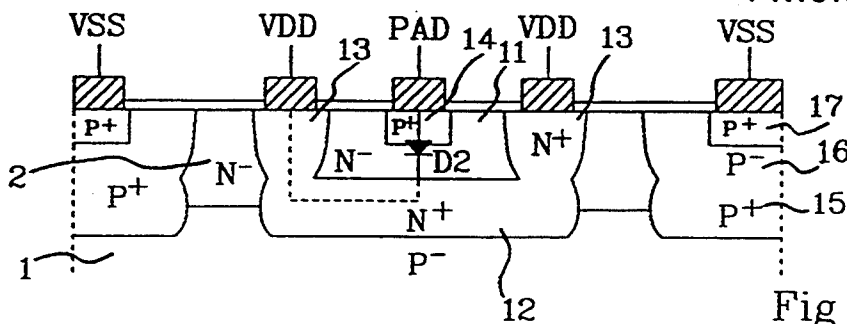 VSS VDD PAD VDD VSS
13 14 11 13
P+ P+ P+ 17
2 N- N- D2 N+ P- 16
P+ N+ P+ 15
1 P- 12
Fig